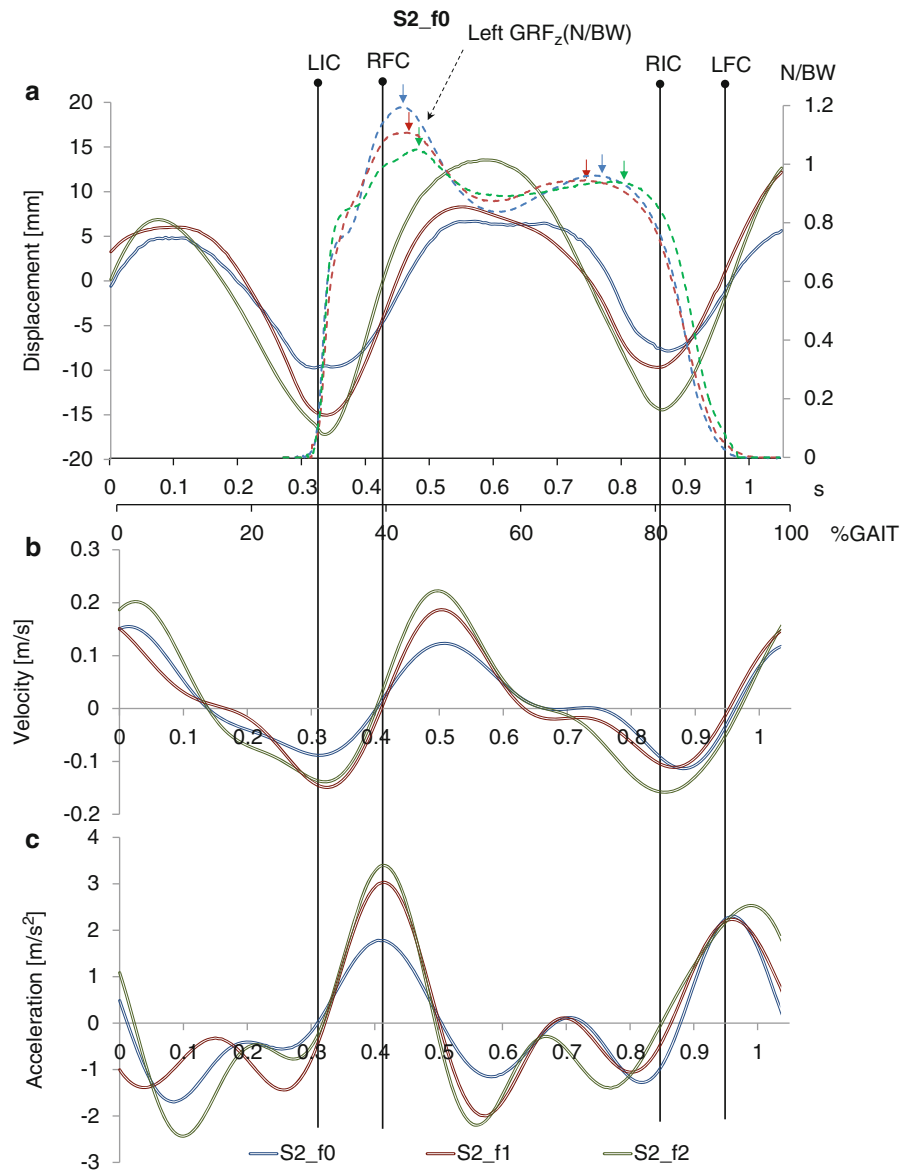 S2_f0
Left GRFz(N/BW)
LIC RFC RIC LFC N/BW
a
20 1.2
15 1
10
5 0.8
0 0.6
-5
-10 0.4
-15 0.2
-20 0
Displacement [mm]
0 0.1 0.2 0.3 0.4 0.5 0.6 0.7 0.8 0.9 1 s
0 20 40 60 80 100 %GAIT
b
0.3
0.2
0.1
0
-0.1
-0.2
Velocity [m/s]
0 0.1 0.2 0.3 0.4 0.5 0.6 0.7 0.8 0.9 1
c
4
3
2
1
0
-1
-2
-3
Acceleration [m/s²]
0 0.1 0.2 0.3 0.4 0.5 0.6 0.7 0.8 0.9 1
S2_f0 S2_f1 S2_f2